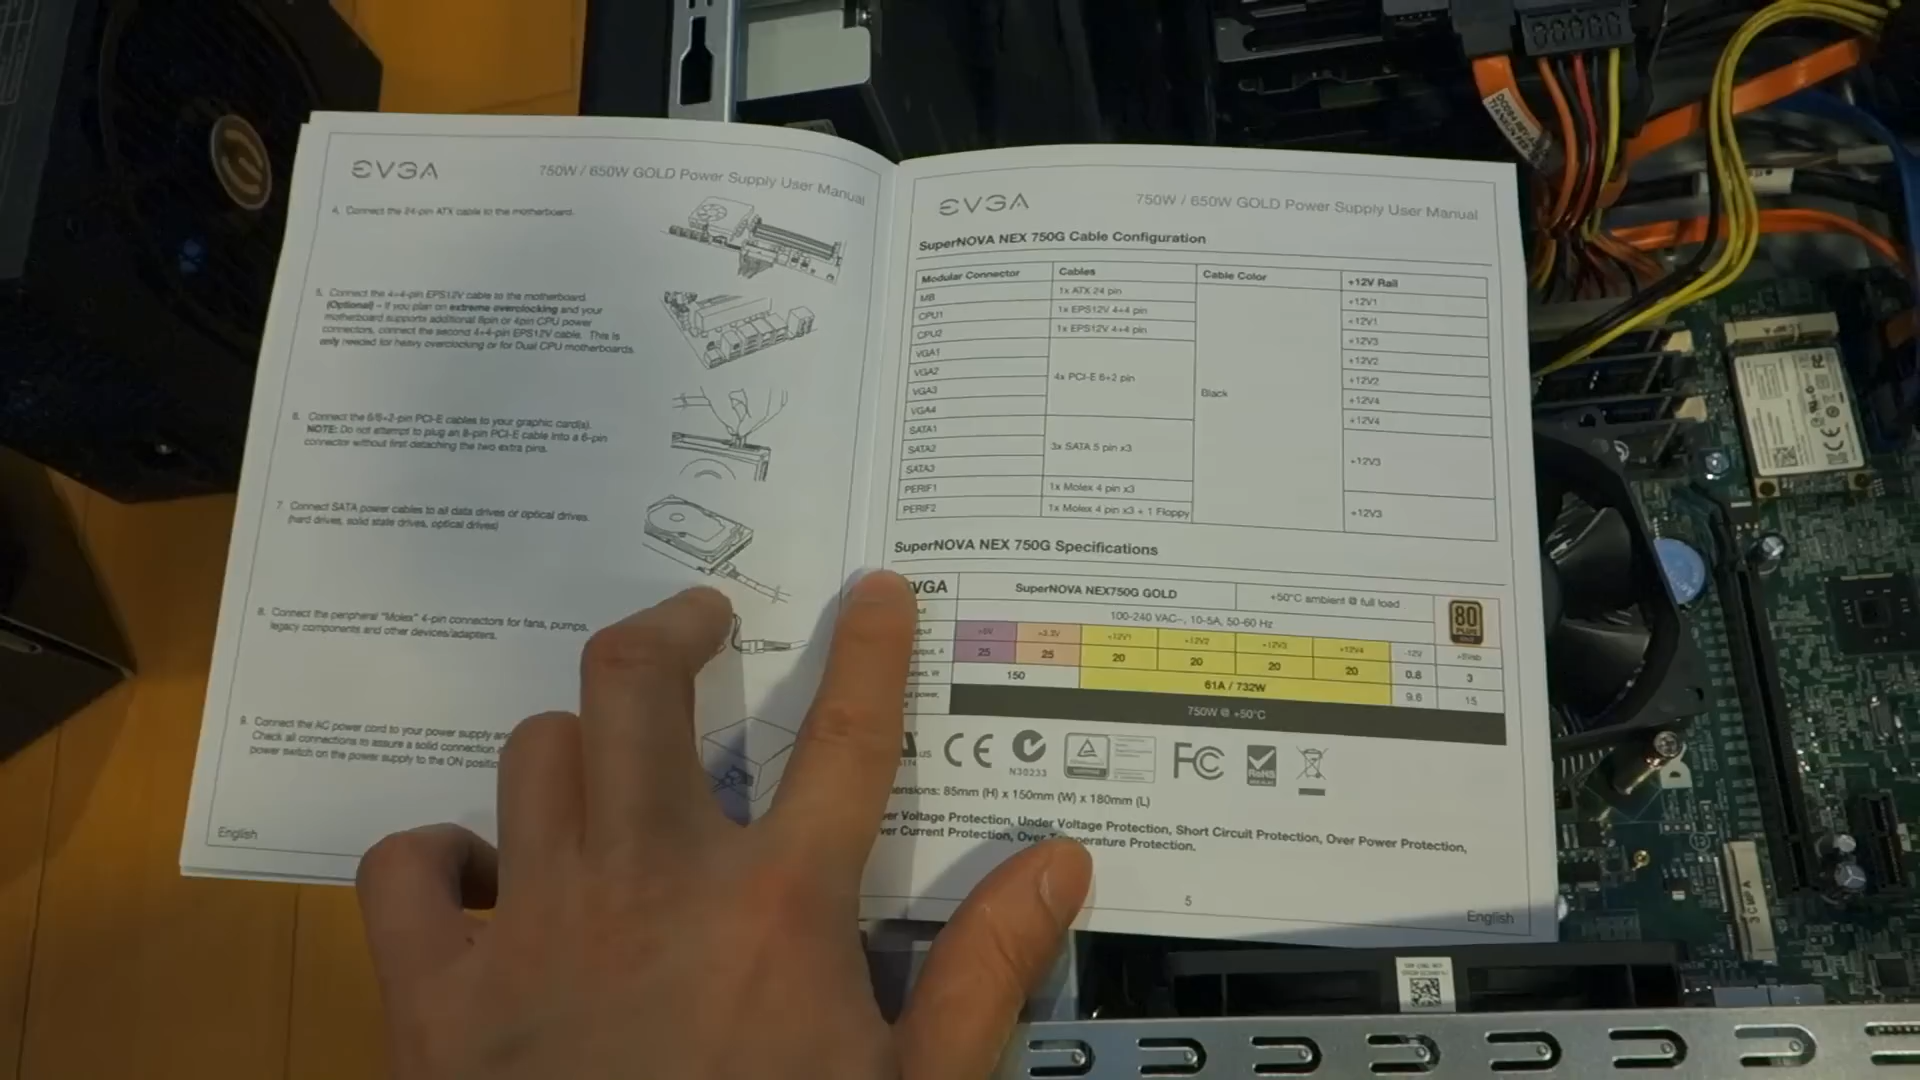 EVGA
750W / 650W GOLD Power Supply User Manual
4. Connect the 24-pin ATX cable to the motherboard.
5. Connect the 4+4-pin EPS12V cable to the motherboard.
(Optional) - If you plan on extreme overclocking and your
motherboard supports additional 8pin or 4pin CPU power
connectors, connect the second 4+4-pin EPS12V cable. This is
only needed for heavy overclocking or for Dual CPU motherboards.
6. Connect the 6/6+2-pin PCI-E cables to your graphic card(s).
NOTE: Do not attempt to plug an 8-pin PCI-E cable into a 6-pin
connector without first detaching the two extra pins.
7. Connect SATA power cables to all data drives or optical drives.
(hard drives, solid state drives, optical drives)
8. Connect the peripheral "Molex" 4-pin connectors for fans, pumps,
legacy components and other devices/adapters.
9. Connect the AC power cord to your power supply and
Check all connections to assure a solid connection
power switch on the power supply to the ON
English
EVGA
750W / 650W GOLD Power Supply User Manual
SuperNOVA NEX 750G Cable Configuration
Modular Connector Cables Cable Color +12V Rail
MB 1x ATX 24 pin +12V1
CPU1 1x EPS12V 4+4 pin +12V1
CPU2 1x EPS12V 4+4 pin +12V3
VGA1 +12V2
VGA2 4x PCI-E 6+2 pin +12V2
VGA3 Black +12V4
VGA4 +12V4
SATA1
SATA2 3x SATA 5 pin x3 +12V3
SATA3
PERIF1 1x Molex 4 pin x3
PERIF2 1x Molex 4 pin x3 + 1 Floppy +12V3
SuperNOVA NEX 750G Specifications
VGA SuperNOVA NEX750G GOLD +50°C ambient @ full load 80 PLUS
100-240 VAC~, 10-5A, 50-60 Hz
+5V +3.3V +12V1 +12V2 +12V3 +12V4 -12V +5Vsb
25 25 20 20 20 20 0.8 3
150 61A / 732W 9.6 15
750W @ +50°C
US CE N30233 FC RoHS
ensions: 85mm (H) x 150mm (W) x 180mm (L)
er Voltage Protection, Under Voltage Protection, Short Circuit Protection, Over Power Protection,
ver Current Protection, Over Temperature Protection.
5
English